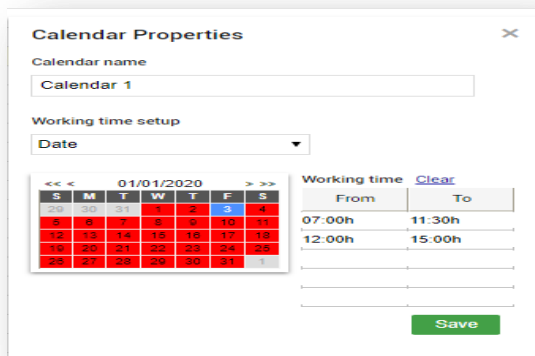 Calendar Properties ×
Calendar name
Calendar 1
Working time setup
Date
<< < 01/01/2020 > >>
S M T W T F S
29 30 31 1 2 3 4
5 6 7 8 9 10 11
12 13 14 15 16 17 18
19 20 21 22 23 24 25
26 27 28 29 30 31 1
Working time Clear
From To
07:00h 11:30h
12:00h 15:00h
Save